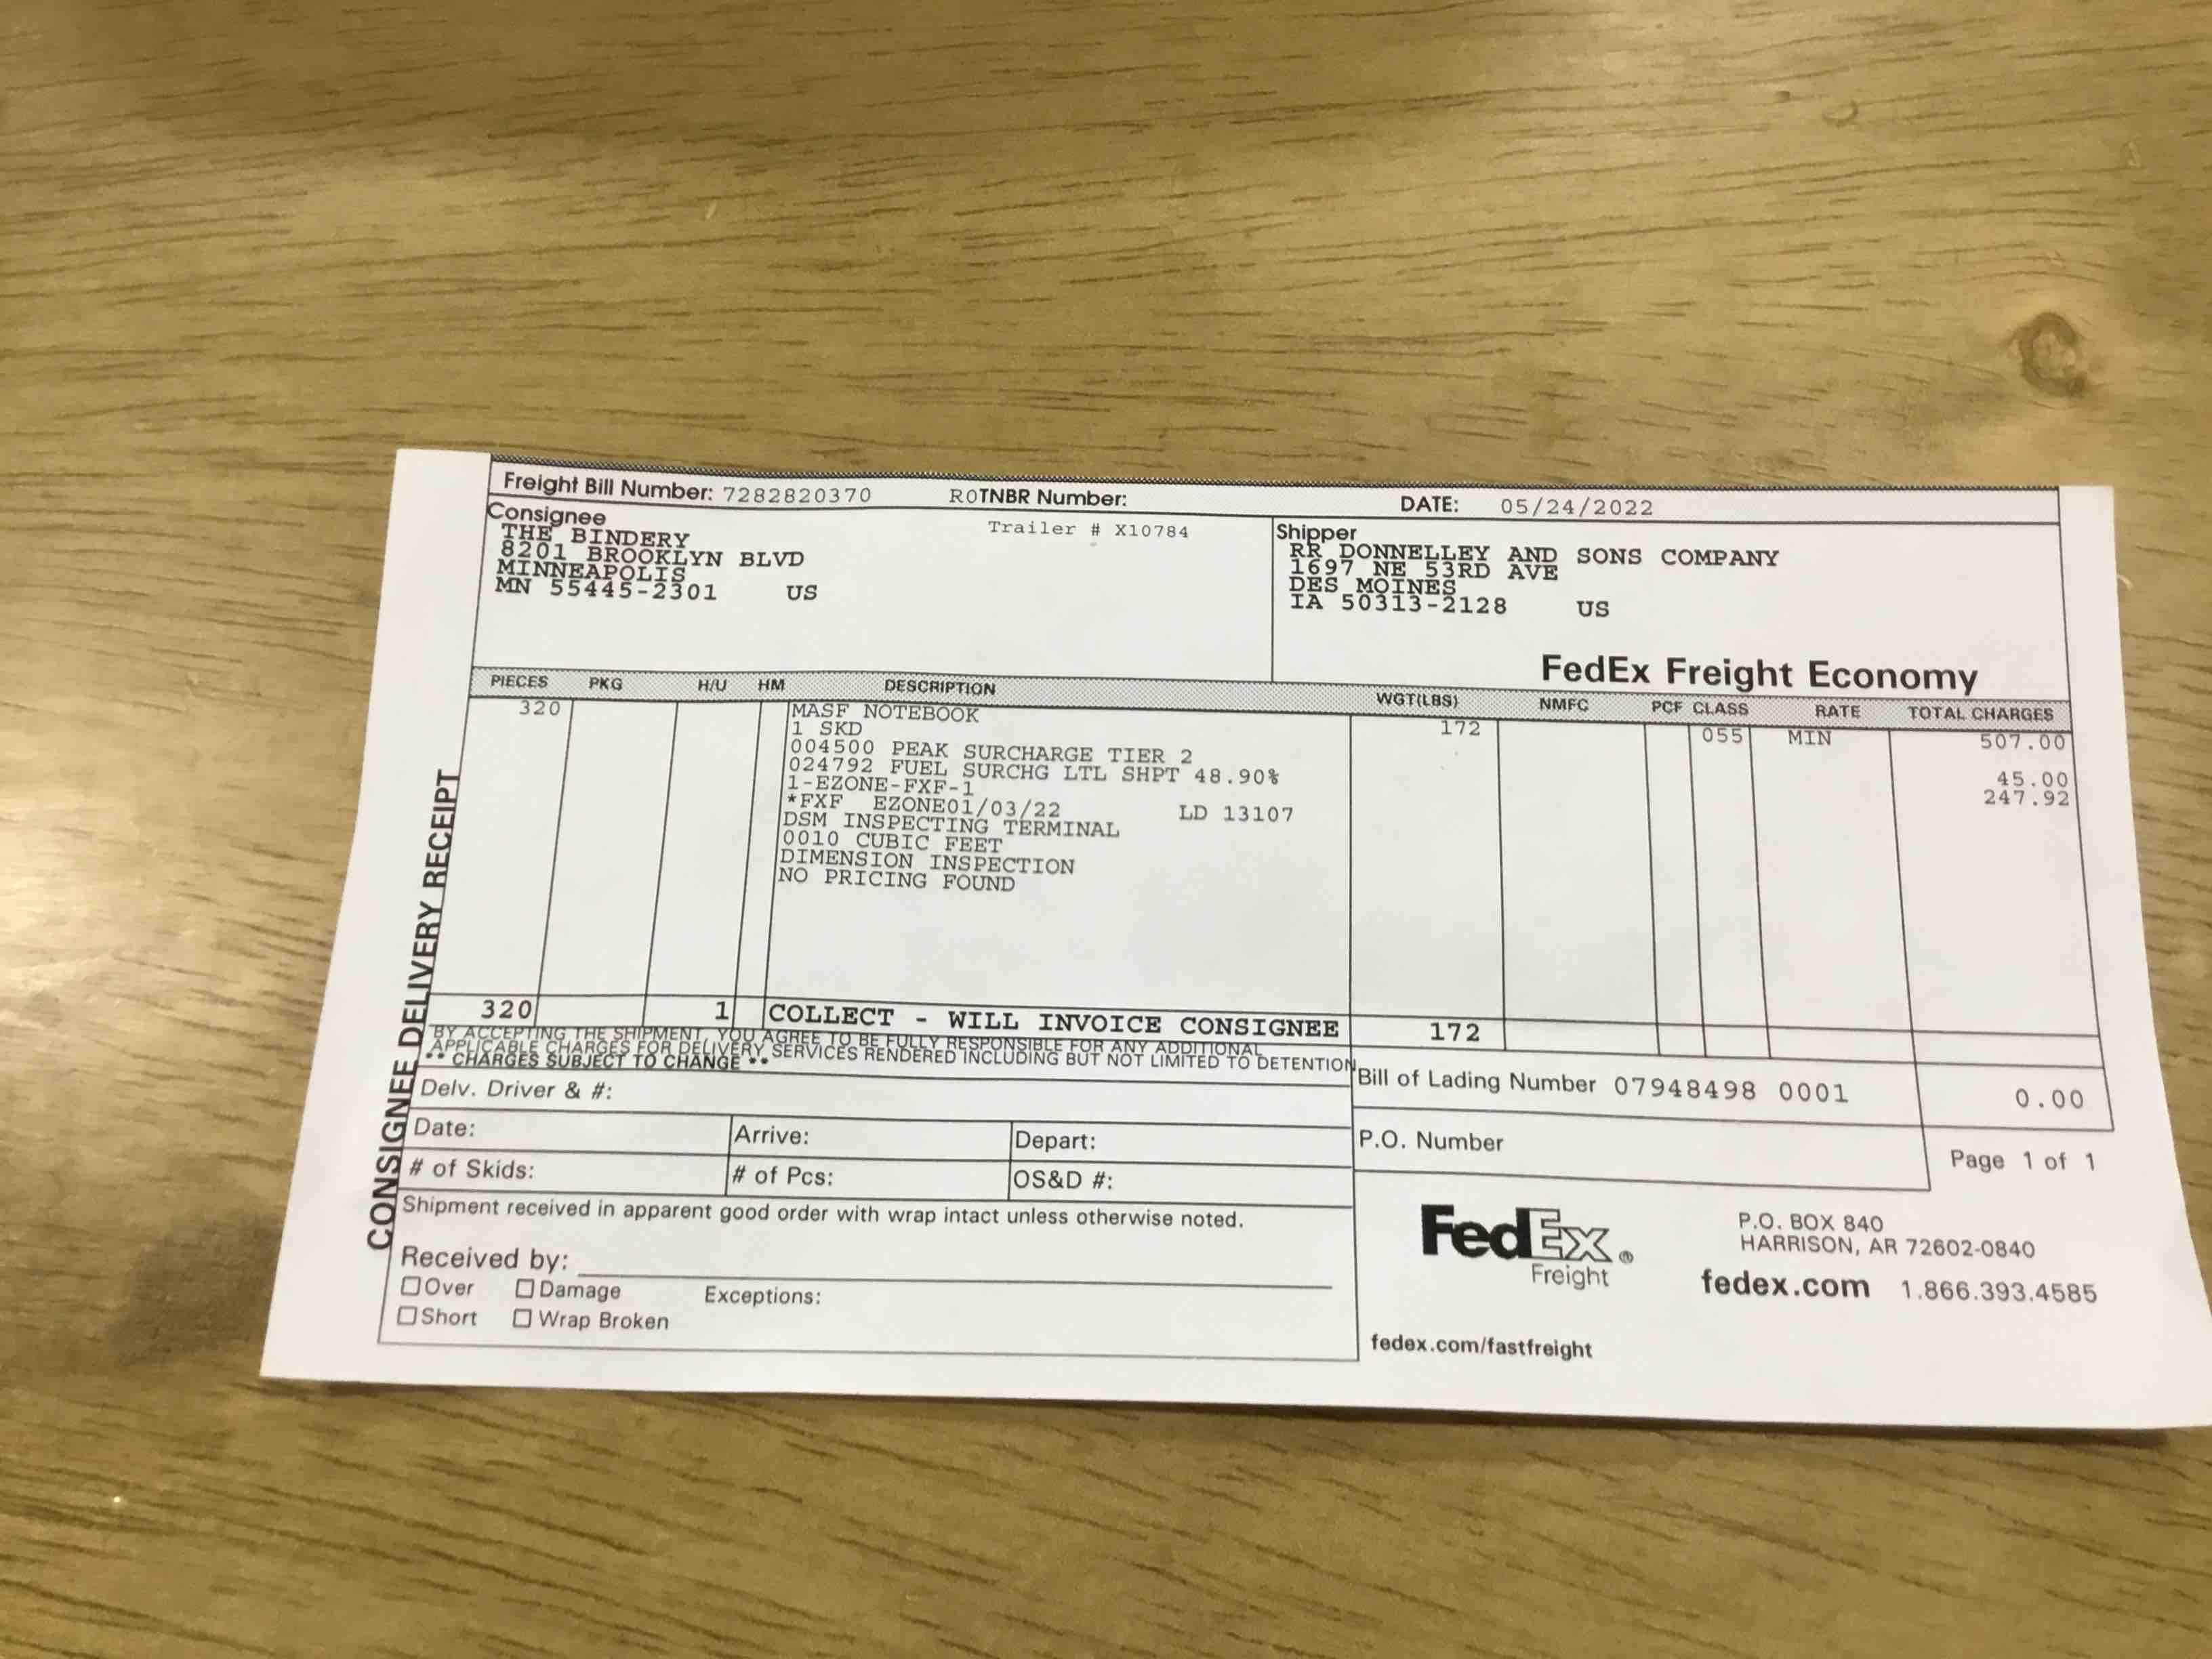 Freight Bill Number: 7282820370 ROTNBR Number: DATE: 05/24/2022
Trailer # X10784
Consignee
THE BINDERY
8201 BROOKLYN BLVD
MINNEAPOLIS
MN 55445-2301 US
Shipper
RR DONNELLEY AND SONS COMPANY
1697 NE 53RD AVE
DES MOINES
IA 50313-2128 US
FedEx Freight Economy
PIECES PKG H/U HM DESCRIPTION WGT(LBS) NMFC PCF CLASS RATE TOTAL CHARGES
320 MASF NOTEBOOK 172 055 MIN 507.00
1 SKD
004500 PEAK SURCHARGE TIER 2 45.00
024792 FUEL SURCHG LTL SHPT 48.90% 247.92
1-EZONE-FXF-1
*FXF EZONE01/03/22 LD 13107
DSM INSPECTING TERMINAL
0010 CUBIC FEET
DIMENSION INSPECTION
NO PRICING FOUND
320 1 COLLECT - WILL INVOICE CONSIGNEE 172
BY ACCEPTING THE SHIPMENT, YOU AGREE TO BE FULLY RESPONSIBLE FOR ANY ADDITIONAL
APPLICABLE CHARGES FOR DELIVERY SERVICES RENDERED INCLUDING BUT NOT LIMITED TO DETENTION
** CHARGES SUBJECT TO CHANGE **
Bill of Lading Number 07948498 0001 0.00
Delv. Driver & #:
Date: Arrive: Depart:
P.O. Number
Page 1 of 1
# of Skids: # of Pcs: OS&D #:
Shipment received in apparent good order with wrap intact unless otherwise noted.
Received by:
Over Damage Exceptions:
Short Wrap Broken
FedEx®
Freight
P.O. BOX 840
HARRISON, AR 72602-0840
fedex.com 1.866.393.4585
fedex.com/fastfreight
CONSIGNEE DELIVERY RECEIPT